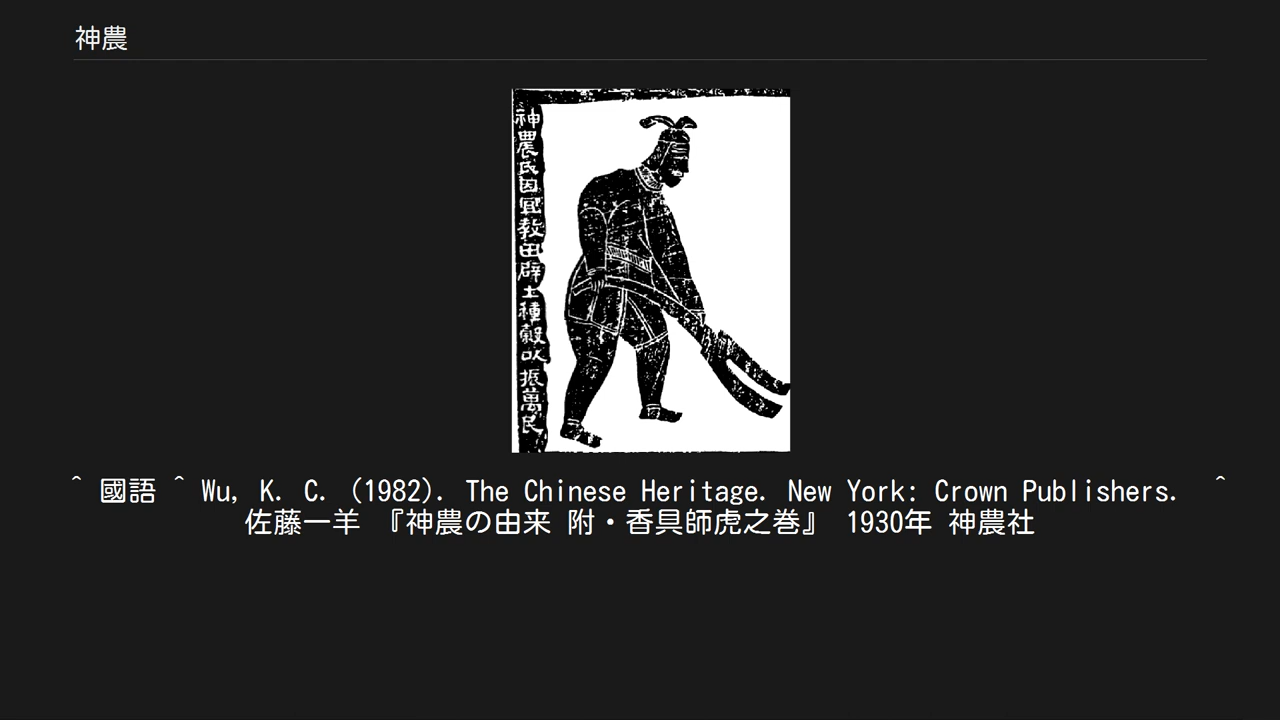 神農
神農氏因宜教田辟土種穀以振萬民
^ 國語 ^ Wu, K. C. (1982). The Chinese Heritage. New York: Crown Publishers. ^
佐藤一羊 『神農の由来 附・香具師虎之巻』 1930年 神農社